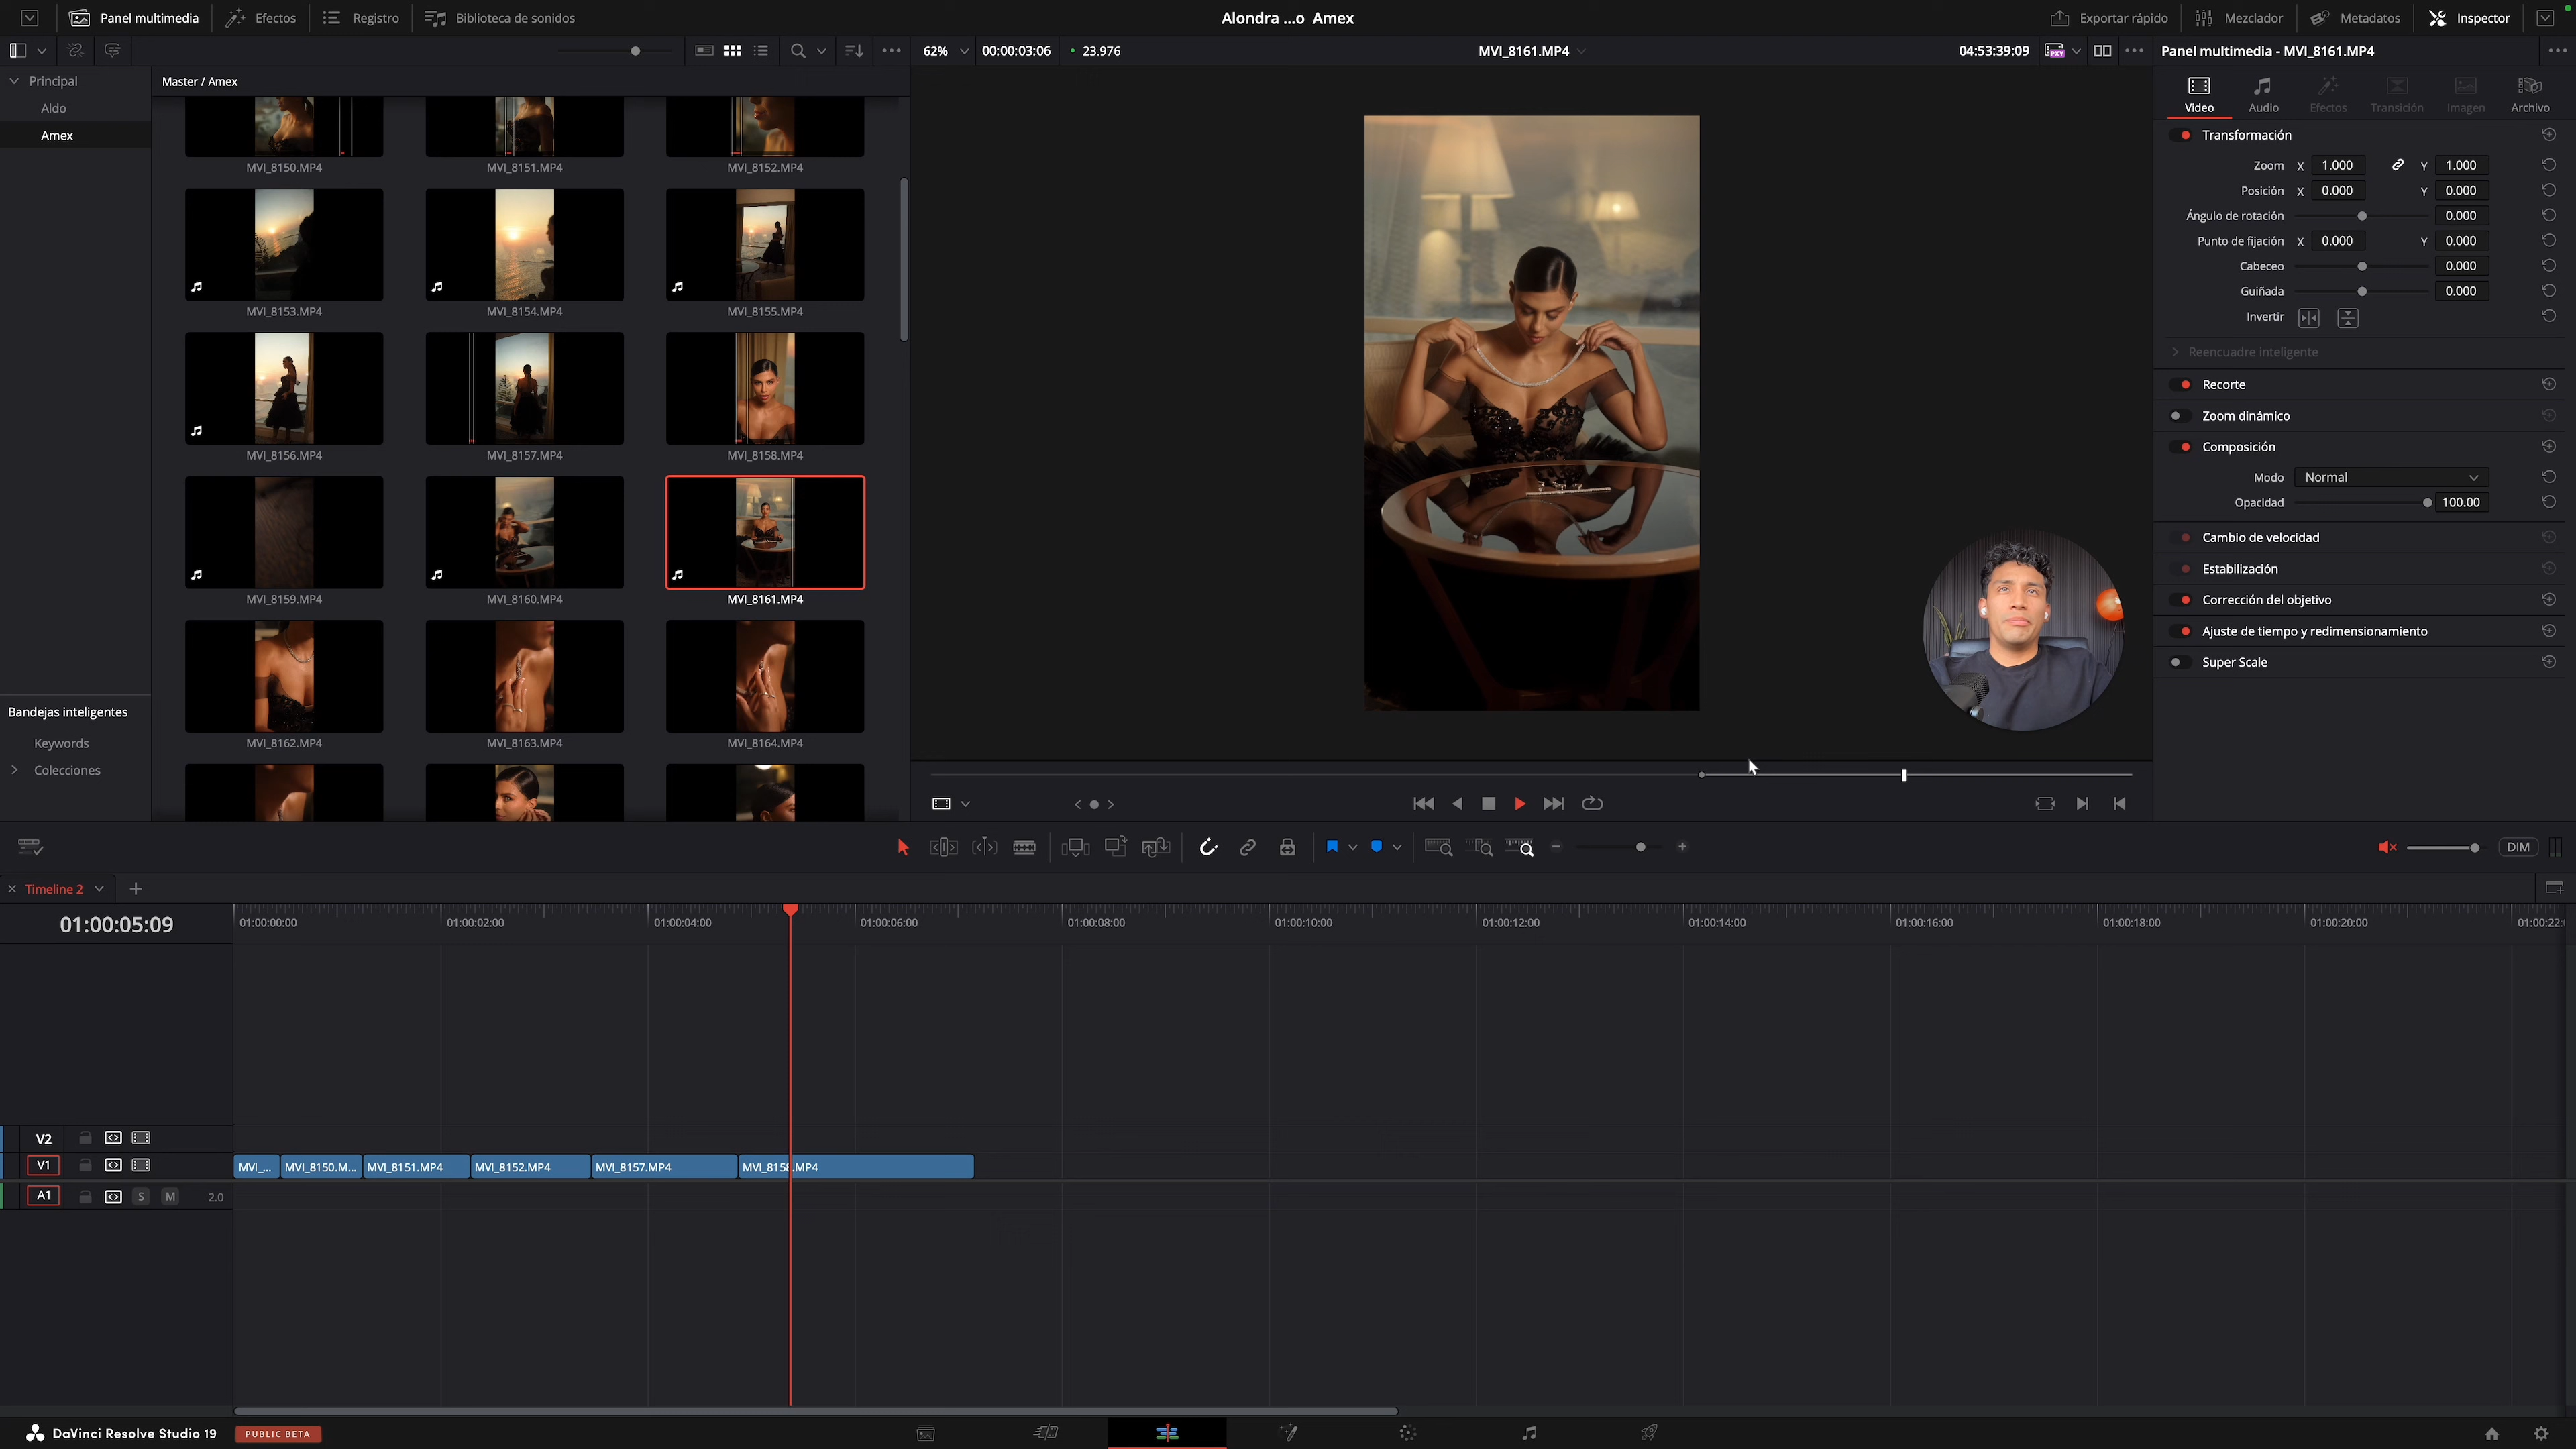 Panel multimedia
Efectos
Registro
Biblioteca de sonidos
Alondra ...o Amex
Exportar rápido
Mezclador
Metadatos
Inspector
62%
00:00:03:06
23.976
MVI_8161.MP4
04:53:39:09
PXY
Panel multimedia - MVI_8161.MP4
Principal
Aldo
Amex
Master / Amex
MVI_8150.MP4
MVI_8151.MP4
MVI_8152.MP4
MVI_8153.MP4
MVI_8154.MP4
MVI_8155.MP4
MVI_8156.MP4
MVI_8157.MP4
MVI_8158.MP4
MVI_8159.MP4
MVI_8160.MP4
MVI_8161.MP4
MVI_8162.MP4
MVI_8163.MP4
MVI_8164.MP4
Bandejas inteligentes
Keywords
Colecciones
Video
Audio
Efectos
Transición
Imagen
Archivo
Transformación
Zoom X 1.000 Y 1.000
Posición X 0.000 Y 0.000
Ángulo de rotación 0.000
Punto de fijación X 0.000 Y 0.000
Cabeceo 0.000
Guiñada 0.000
Invertir
Reencuadre inteligente
Recorte
Zoom dinámico
Composición
Modo Normal
Opacidad 100.00
Cambio de velocidad
Estabilización
Corrección del objetivo
Ajuste de tiempo y redimensionamiento
Super Scale
DIM
Timeline 2
01:00:05:09
01:00:00:00
01:00:02:00
01:00:04:00
01:00:06:00
01:00:08:00
01:00:10:00
01:00:12:00
01:00:14:00
01:00:16:00
01:00:18:00
01:00:20:00
01:00:22:
V2
V1
MVI_...
MVI_8150.M...
MVI_8151.MP4
MVI_8152.MP4
MVI_8157.MP4
MVI_8158.MP4
A1
S
M
2.0
DaVinci Resolve Studio 19
PUBLIC BETA